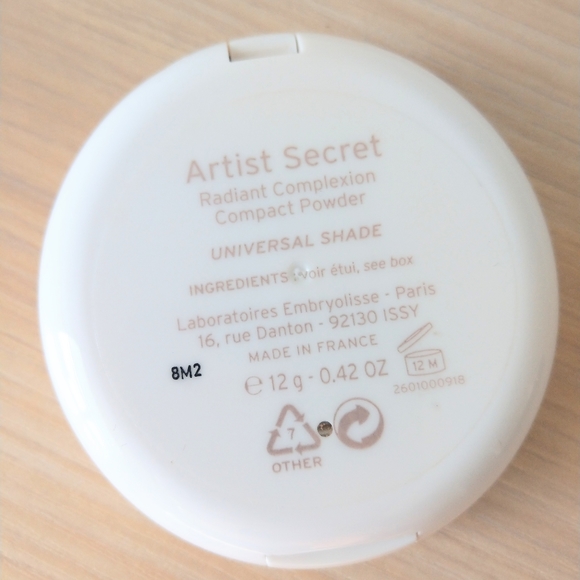 Artist Secret
Radiant Complexion
Compact Powder
UNIVERSAL SHADE
INGREDIENTS : voir étui, see box
Laboratoires Embryolisse - Paris
16, rue Danton - 92130 ISSY
MADE IN FRANCE
8M2
℮ 12 g - 0.42 OZ
12 M
2601000918
7
OTHER